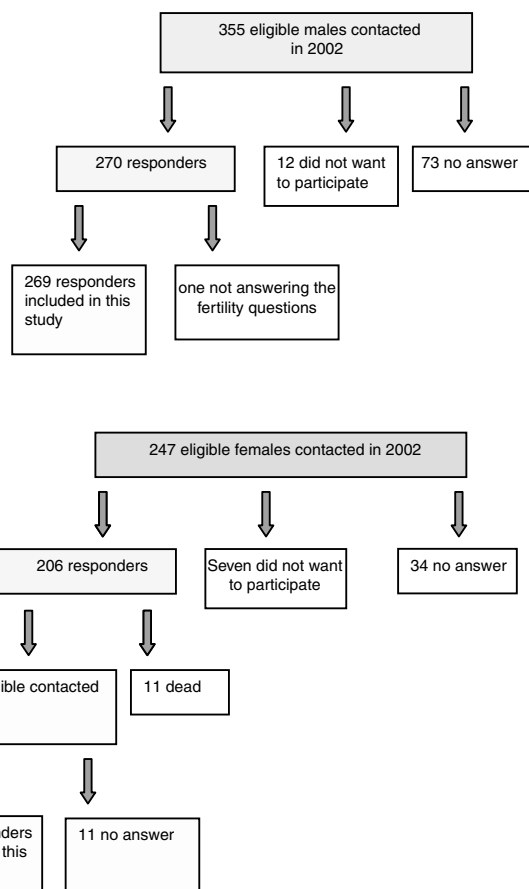 355 eligible males contacted
in 2002
270 responders
12 did not want
to participate
73 no answer
269 responders
included in this
study
one not answering the
fertility questions
247 eligible females contacted in 2002
206 responders
Seven did not want
to participate
34 no answer
contacted
11 dead
this
11 no answer